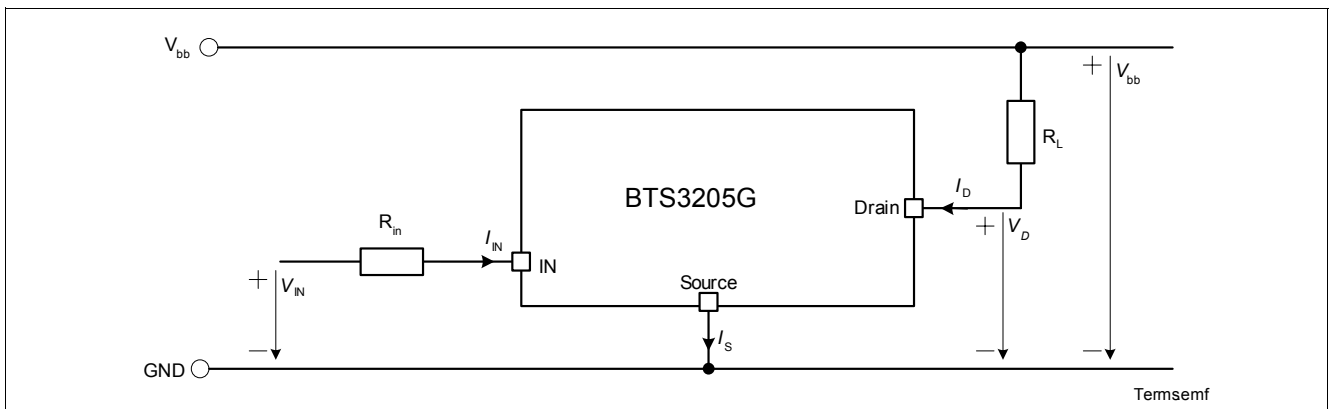 V_bb
+ V_bb
R_L
BTS3205G
Drain
I_D
+ V_D
R_in
I_IN
IN
+ V_IN
Source
I_S
− − −
GND
Termsemf